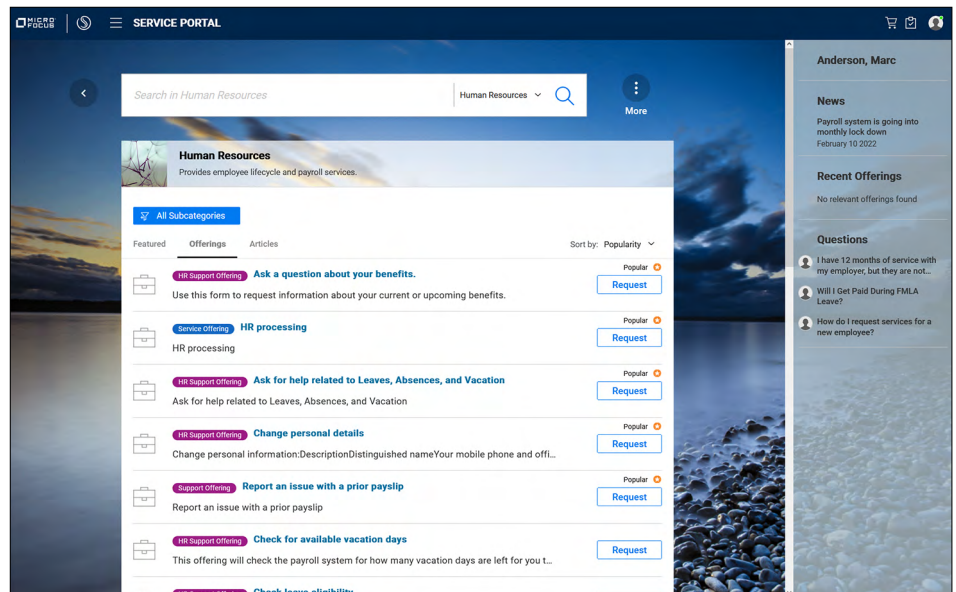 MICRO FOCUS
SERVICE PORTAL
Search in Human Resources
Human Resources
More
Human Resources
Provides employee lifecycle and payroll services.
All Subcategories
Featured Offerings Articles Sort by: Popularity
Popular
HR Support Offering Ask a question about your benefits.
Request
Use this form to request information about your current or upcoming benefits.
Popular
Service Offering HR processing
Request
HR processing
Popular
HR Support Offering Ask for help related to Leaves, Absences, and Vacation
Request
Ask for help related to Leaves, Absences, and Vacation
Popular
HR Support Offering Change personal details
Request
Change personal information:DescriptionDistinguished nameYour mobile phone and offi...
Popular
Support Offering Report an issue with a prior payslip
Request
Report an issue with a prior payslip
HR Support Offering Check for available vacation days
Request
This offering will check the payroll system for how many vacation days are left for you t...
HR Support Offering Check leave eligibility
Anderson, Marc
News
Payroll system is going into
monthly lock down
February 10 2022
Recent Offerings
No relevant offerings found
Questions
I have 12 months of service with
my employer, but they are not...
Will I Get Paid During FMLA
Leave?
How do I request services for a
new employee?